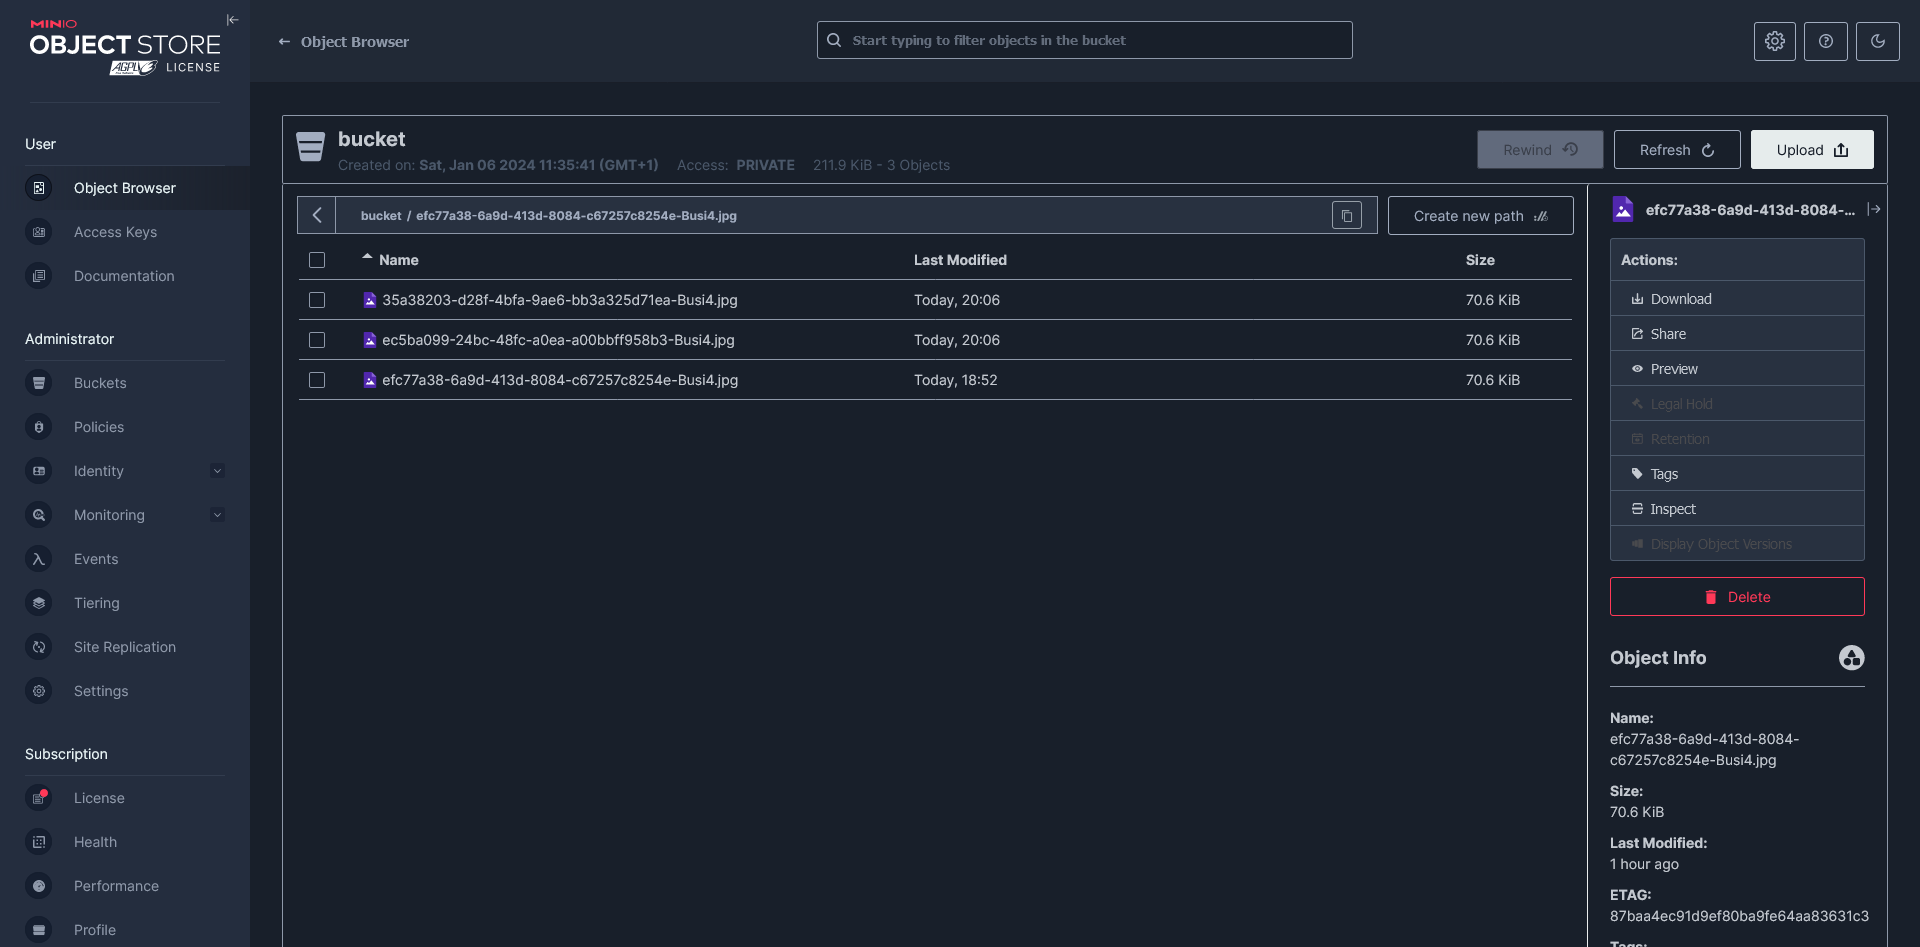 MINIO
OBJECT STORE
AGPLv3 LICENSE
Object Browser
Start typing to filter objects in the bucket
User
Object Browser
Access Keys
Documentation
Administrator
Buckets
Policies
Identity
Monitoring
Events
Tiering
Site Replication
Settings
Subscription
License
Health
Performance
Profile
bucket
Created on: Sat, Jan 06 2024 11:35:41 (GMT+1) Access: PRIVATE 211.9 KiB - 3 Objects
Rewind
Refresh
Upload
bucket / efc77a38-6a9d-413d-8084-c67257c8254e-Busi4.jpg
Create new path
Name Last Modified Size
35a38203-d28f-4bfa-9ae6-bb3a325d71ea-Busi4.jpg Today, 20:06 70.6 KiB
ec5ba099-24bc-48fc-a0ea-a00bbff958b3-Busi4.jpg Today, 20:06 70.6 KiB
efc77a38-6a9d-413d-8084-c67257c8254e-Busi4.jpg Today, 18:52 70.6 KiB
efc77a38-6a9d-413d-8084-...
Actions:
Download
Share
Preview
Legal Hold
Retention
Tags
Inspect
Display Object Versions
Delete
Object Info
Name:
efc77a38-6a9d-413d-8084-
c67257c8254e-Busi4.jpg
Size:
70.6 KiB
Last Modified:
1 hour ago
ETAG:
87baa4ec91d9ef80ba9fe64aa83631c3
Tags: